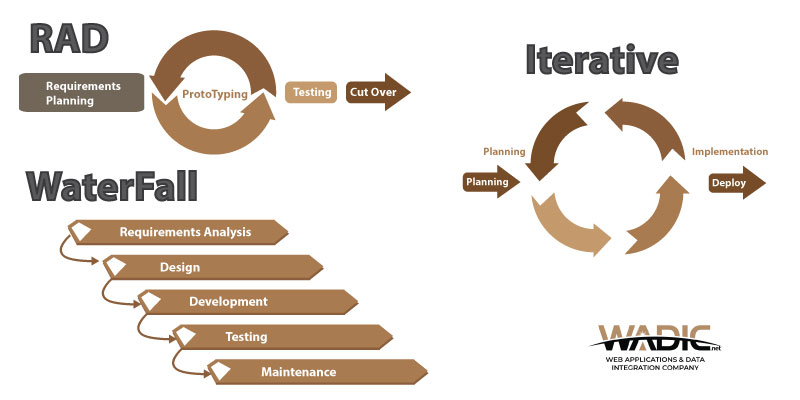 RAD
Requirements
Planning
ProtoTyping
Testing
Cut Over
WaterFall
Requirements Analysis
Design
Development
Testing
Maintenance
Iterative
Planning
Implementation
Planning
Deploy
WADIC.net
WEB APPLICATIONS & DATA
INTEGRATION COMPANY